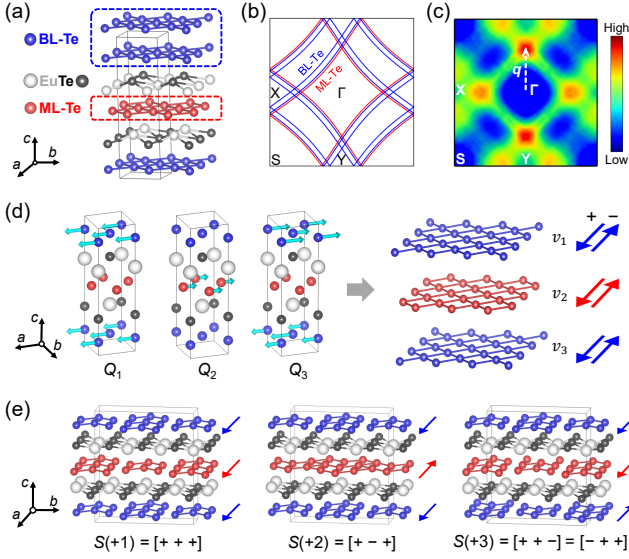 (a)
BL-Te
EuTe
ML-Te
c
a
b
(b)
BL-Te
ML-Te
X
Γ
S
Y
(c)
q
X
Γ
S
Y
High
Low
(d)
c
a
b
Q1
Q2
Q3
+ −
v1
v2
v3
(e)
c
a
b
S(+1) = [+ + +]
S(+2) = [+ − +]
S(+3) = [+ + −] = [− + +]